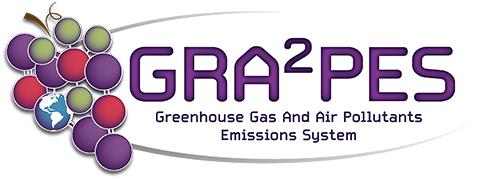 GRA²PES
Greenhouse Gas And Air Pollutants
Emissions System